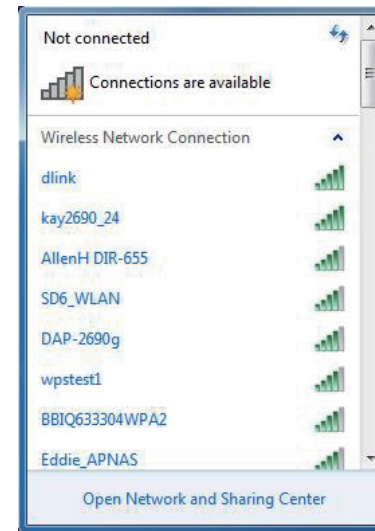 Not connected
Connections are available
Wireless Network Connection
dlink
kay2690_24
AllenH DIR-655
SD6_WLAN
DAP-2690g
wpstest1
BBIQ633304WPA2
Eddie_APNAS
Open Network and Sharing Center